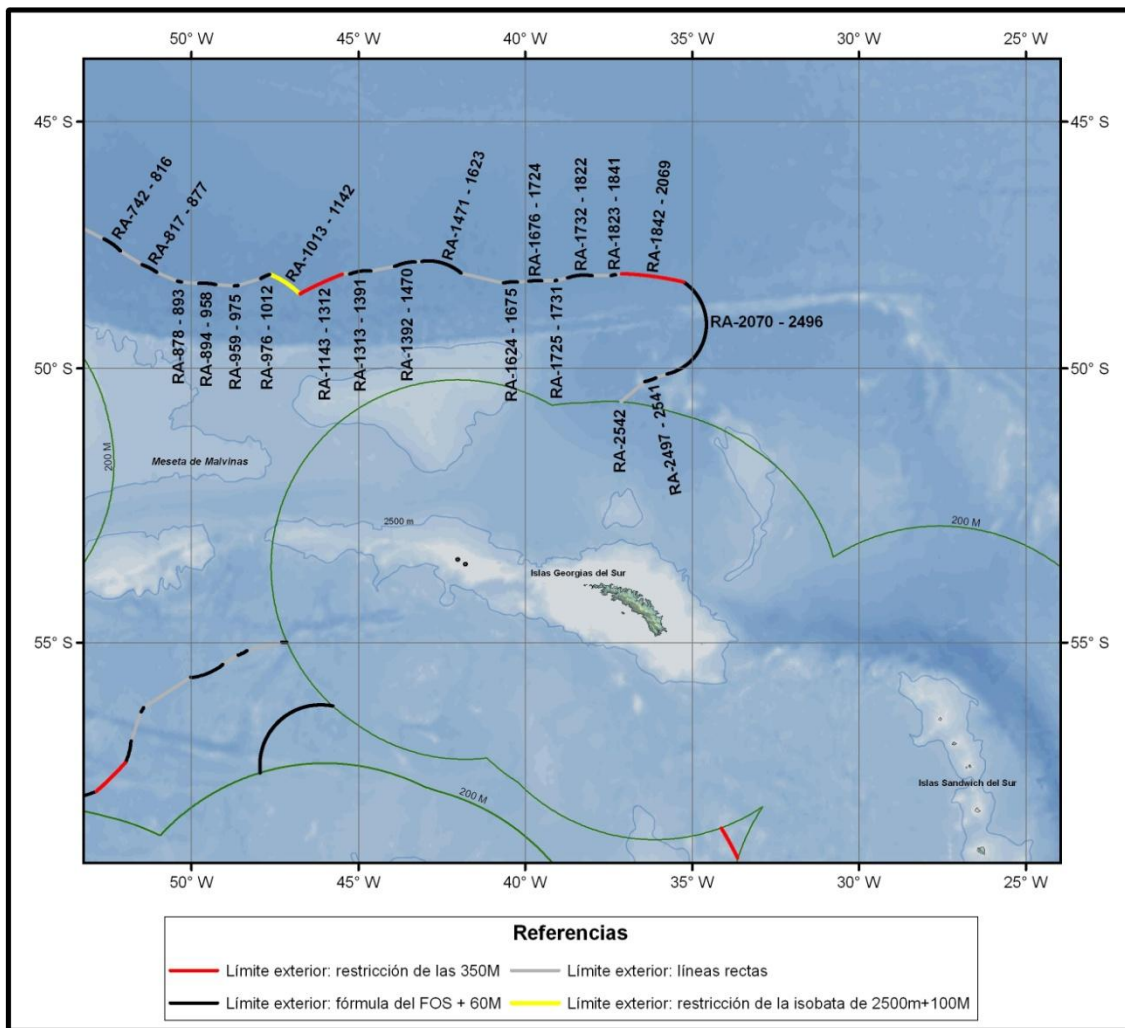 50° W 45° W 40° W 35° W 30° W 25° W
45° S 45° S
RA-742 - 816
RA-817 - 877
RA-1013 - 1142
RA-1471 - 1623
RA-1676 - 1724
RA-1732 - 1822
RA-1823 - 1841
RA-1842 - 2069
RA-878 - 893
RA-894 - 958
RA-959 - 975
RA-976 - 1012
RA-1143 - 1312
RA-1313 - 1391
RA-1392 - 1470
RA-1624 - 1675
RA-1725 - 1731
RA-2070 - 2496
50° S 50° S
RA-2542
RA-2497 - 2541
200 M
Meseta de Malvinas
2500 m
200 M
Islas Georgias del Sur
55° S 55° S
200 M
Islas Sandwich del Sur
50° W 45° W 40° W 35° W 30° W 25° W
Referencias
Límite exterior: restricción de las 350M
Límite exterior: líneas rectas
Límite exterior: fórmula del FOS + 60M
Límite exterior: restricción de la isobata de 2500m+100M